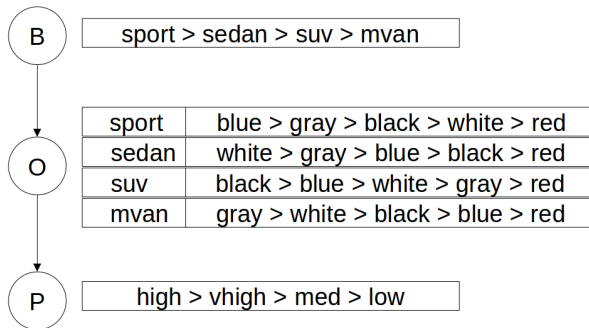 B sport > sedan > suv > mvan
sport blue > gray > black > white > red
sedan white > gray > blue > black > red
O
suv black > blue > white > gray > red
mvan gray > white > black > blue > red
P high > vhigh > med > low